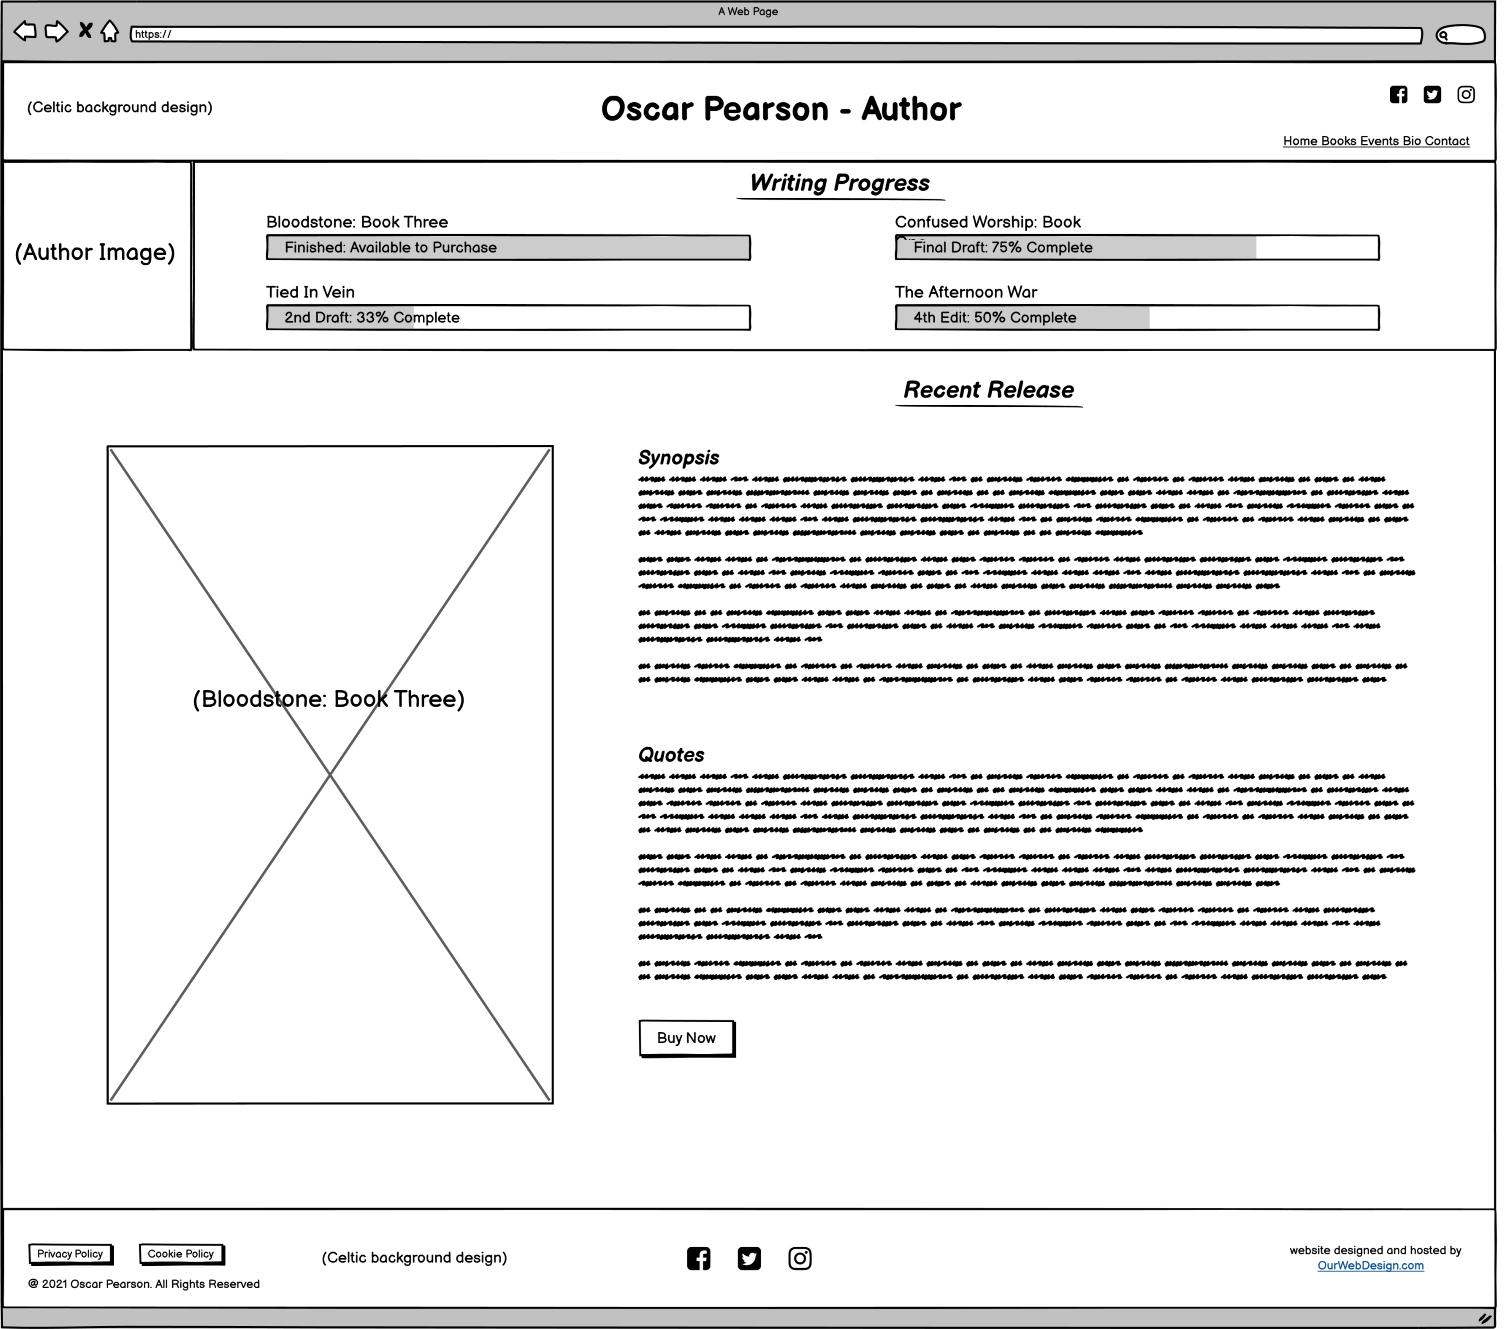 A Web Page
https://
(Celtic background design)
Oscar Pearson - Author
Home Books Events Bio Contact
(Author Image)
Writing Progress
Bloodstone: Book Three
Finished: Available to Purchase
Confused Worship: Book
Final Draft: 75% Complete
Tied In Vein
2nd Draft: 33% Complete
The Afternoon War
4th Edit: 50% Complete
Recent Release
(Bloodstone: Book Three)
Synopsis
Quotes
Buy Now
Privacy Policy
Cookie Policy
@ 2021 Oscar Pearson. All Rights Reserved
(Celtic background design)
website designed and hosted by
OurWebDesign.com